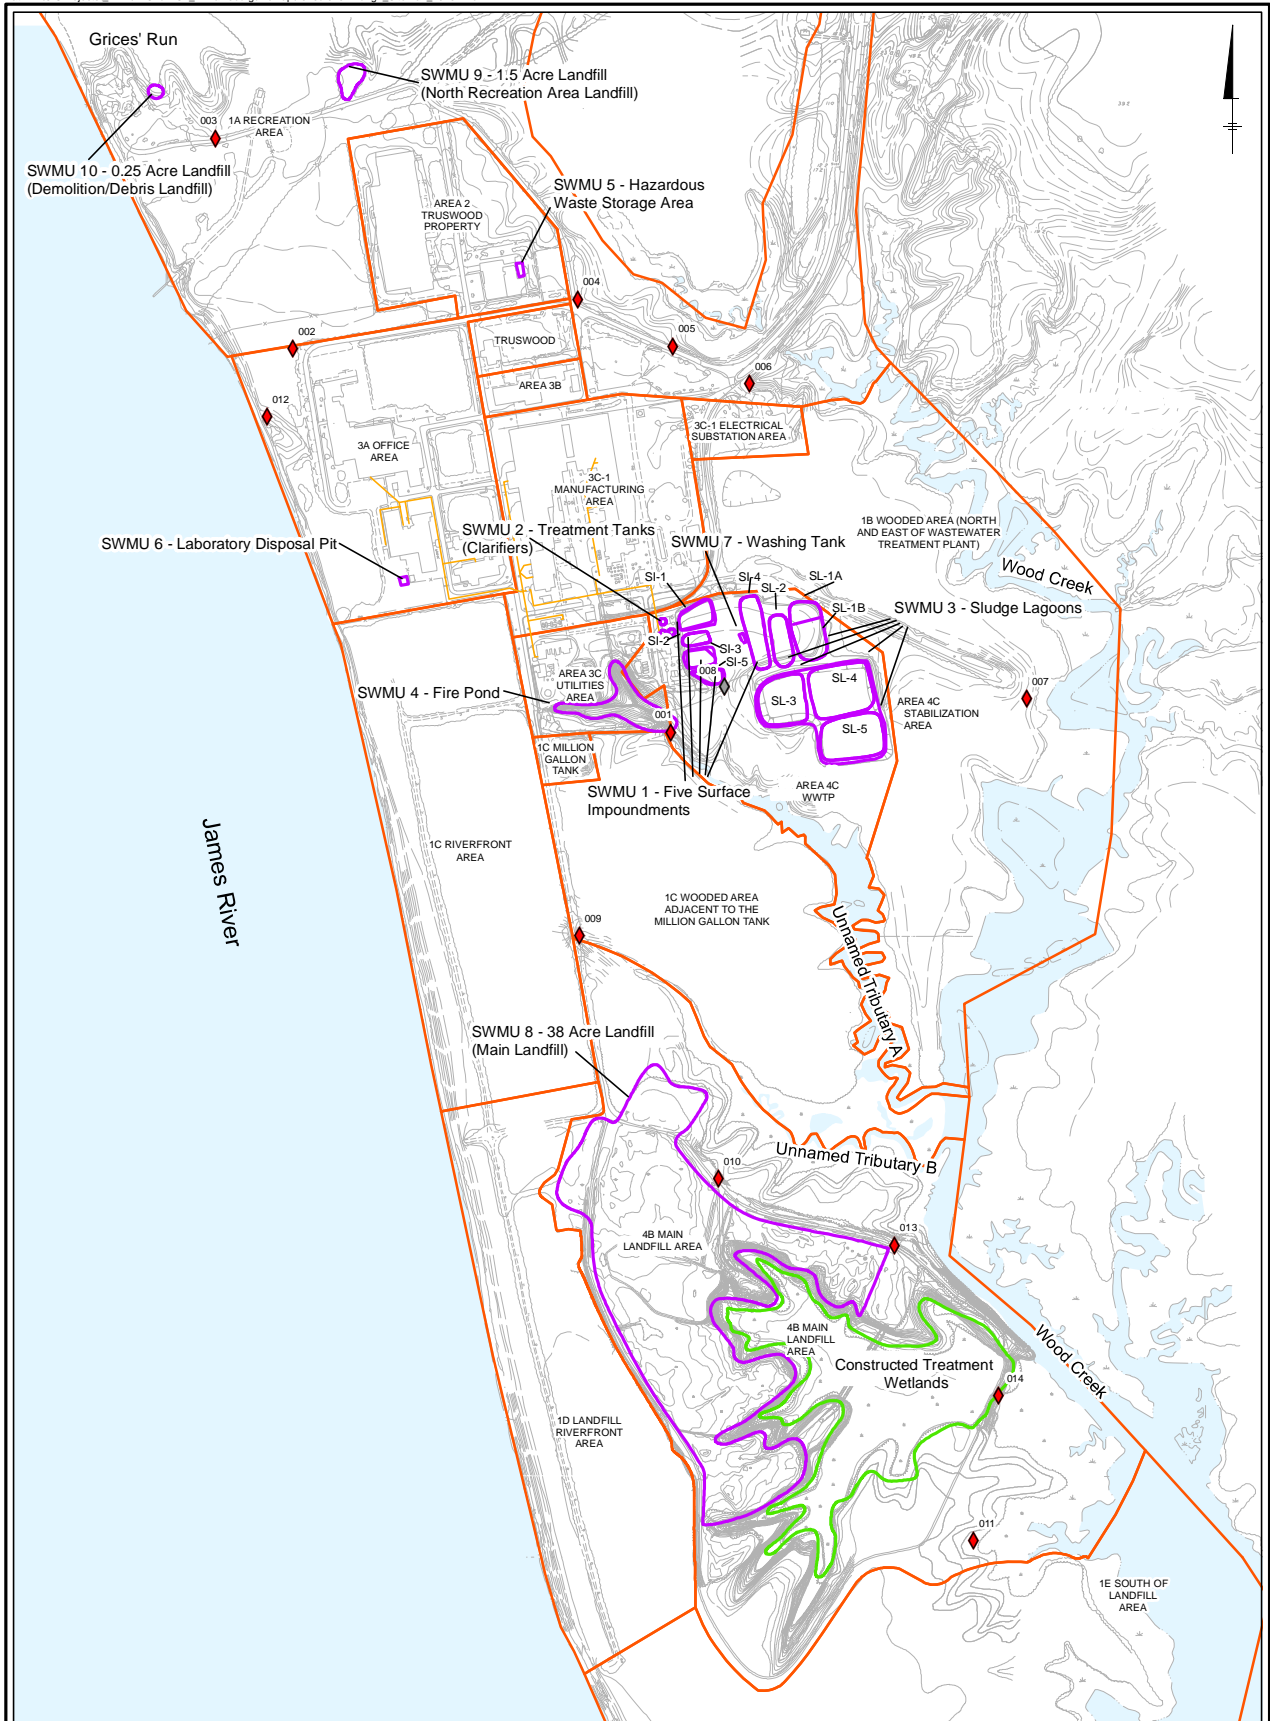 Grices' Run
SWMU 9 - 1.5 Acre Landfill
(North Recreation Area Landfill)
003
1A RECREATION
AREA
SWMU 10 - 0.25 Acre Landfill
(Demolition/Debris Landfill)
SWMU 5 - Hazardous
Waste Storage Area
AREA 2
TRUSWOOD
PROPERTY
004
002
005
006
TRUSWOOD
AREA 3B
012
3A OFFICE
AREA
3C-1 ELECTRICAL
SUBSTATION AREA
3C-1
MANUFACTURING
AREA
SWMU 2 - Treatment Tanks
(Clarifiers)
SWMU 7 - Washing Tank
1B WOODED AREA (NORTH
AND EAST OF WASTEWATER
TREATMENT PLANT)
Wood Creek
SWMU 6 - Laboratory Disposal Pit
SI-1
SI-4
SL-2
SL-1A
SL-1B
SWMU 3 - Sludge Lagoons
SI-2
SI-3
SI-5
008
AREA 3C
UTILITIES
AREA
SL-4
SL-3
SL-5
AREA 4C
STABILIZATION
AREA
007
SWMU 4 - Fire Pond
001
1C MILLION
GALLON
TANK
SWMU 1 - Five Surface
Impoundments
AREA 4C
WWTP
James River
1C RIVERFRONT
AREA
1C WOODED AREA
ADJACENT TO THE
MILLION GALLON TANK
009
Unnamed Tributary A
SWMU 8 - 38 Acre Landfill
(Main Landfill)
Unnamed Tributary B
010
013
4B MAIN
LANDFILL AREA
4B MAIN
LANDFILL
AREA
Constructed Treatment
Wetlands
Wood Creek
014
1D LANDFILL
RIVERFRONT
AREA
011
1E SOUTH OF
LANDFILL
AREA